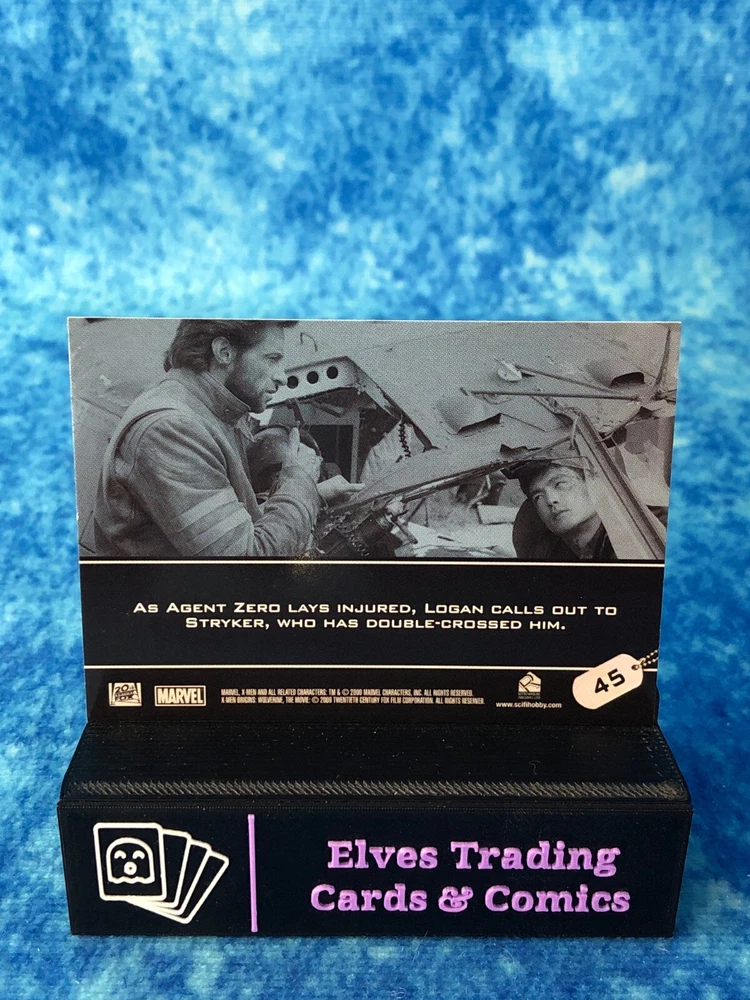 AS AGENT ZERO LAYS INJURED, LOGAN CALLS OUT TO
STRYKER, WHO HAS DOUBLE-CROSSED HIM.
MARVEL
MARVEL, X-MEN AND ALL RELATED CHARACTERS: TM & © 2009 MARVEL CHARACTERS, INC. ALL RIGHTS RESERVED.
X-MEN ORIGINS: WOLVERINE, THE MOVIE: © 2009 TWENTIETH CENTURY FOX FILM CORPORATION. ALL RIGHTS RESERVED.
www.scifihobby.com
45
Elves Trading
Cards & Comics